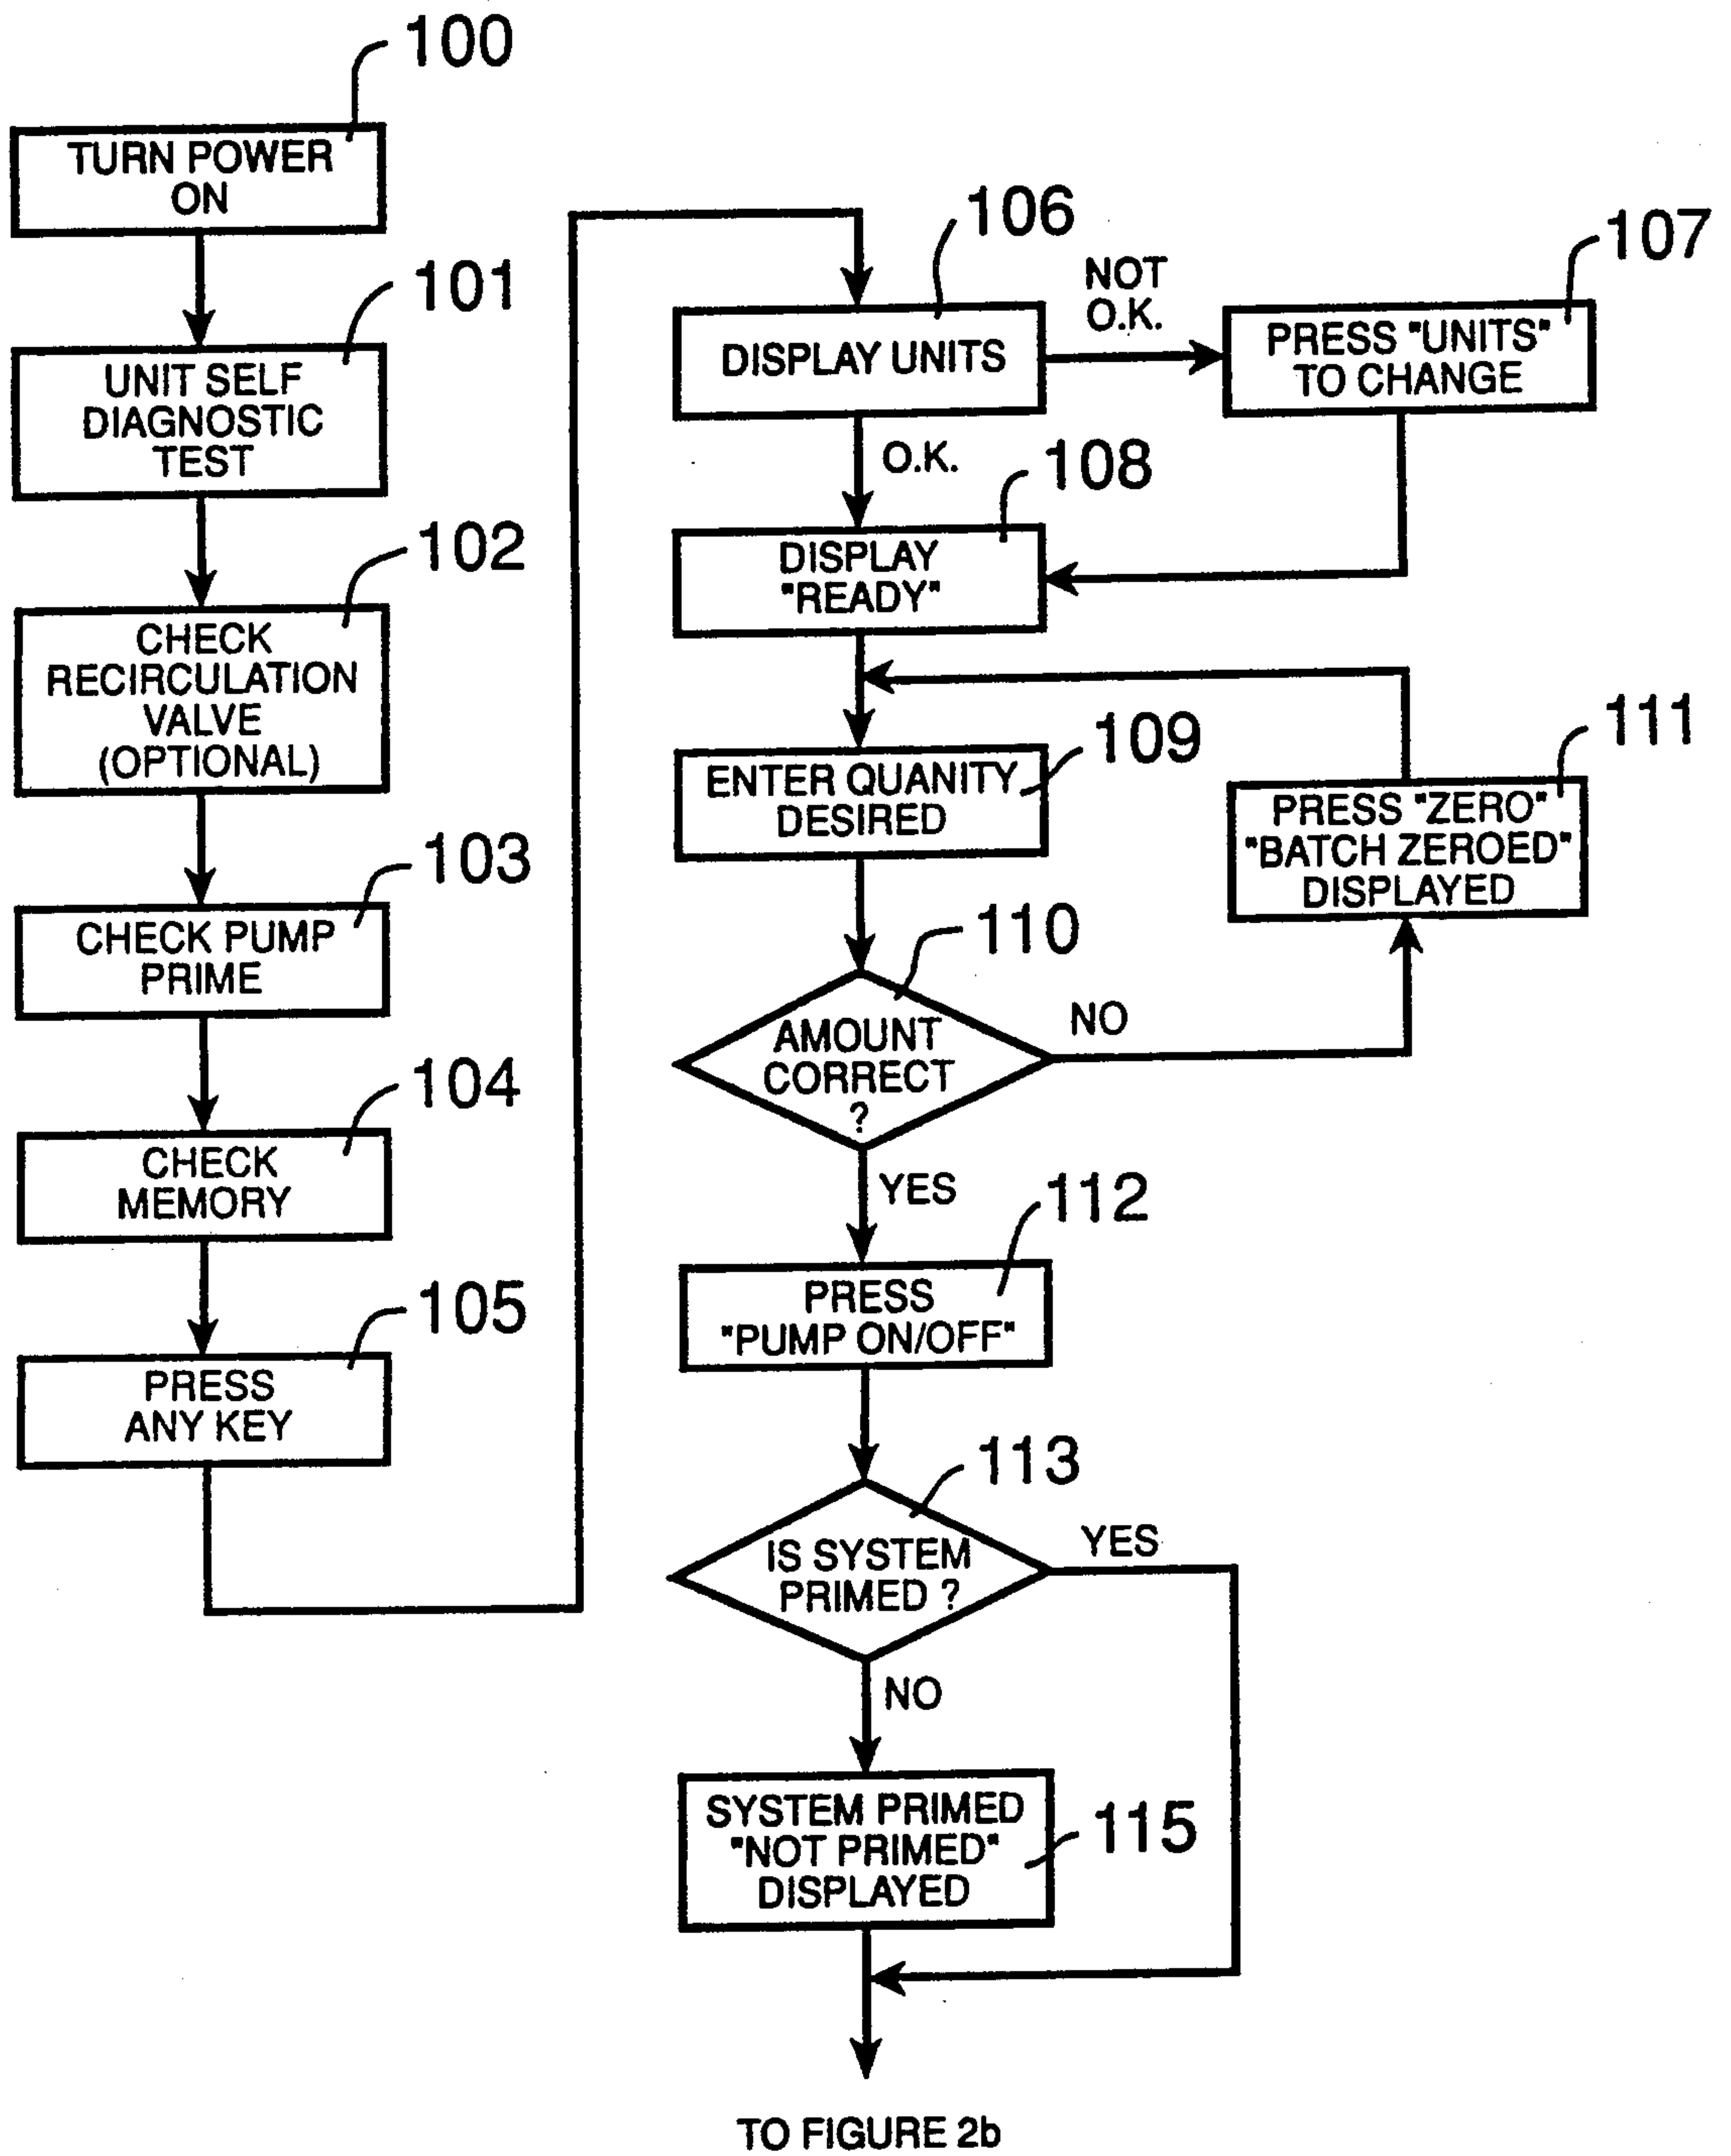 100
TURN POWER
ON
101
UNIT SELF
DIAGNOSTIC
TEST
102
CHECK
RECIRCULATION
VALVE
(OPTIONAL)
103
CHECK PUMP
PRIME
104
CHECK
MEMORY
105
PRESS
ANY KEY
106
DISPLAY UNITS
NOT
O.K.
107
PRESS "UNITS"
TO CHANGE
O.K.
108
DISPLAY
"READY"
109
ENTER QUANITY
DESIRED
111
PRESS "ZERO"
"BATCH ZEROED"
DISPLAYED
110
AMOUNT
CORRECT
?
NO
YES
112
PRESS
"PUMP ON/OFF"
113
IS SYSTEM
PRIMED ?
YES
NO
115
SYSTEM PRIMED
"NOT PRIMED"
DISPLAYED
TO FIGURE 2b